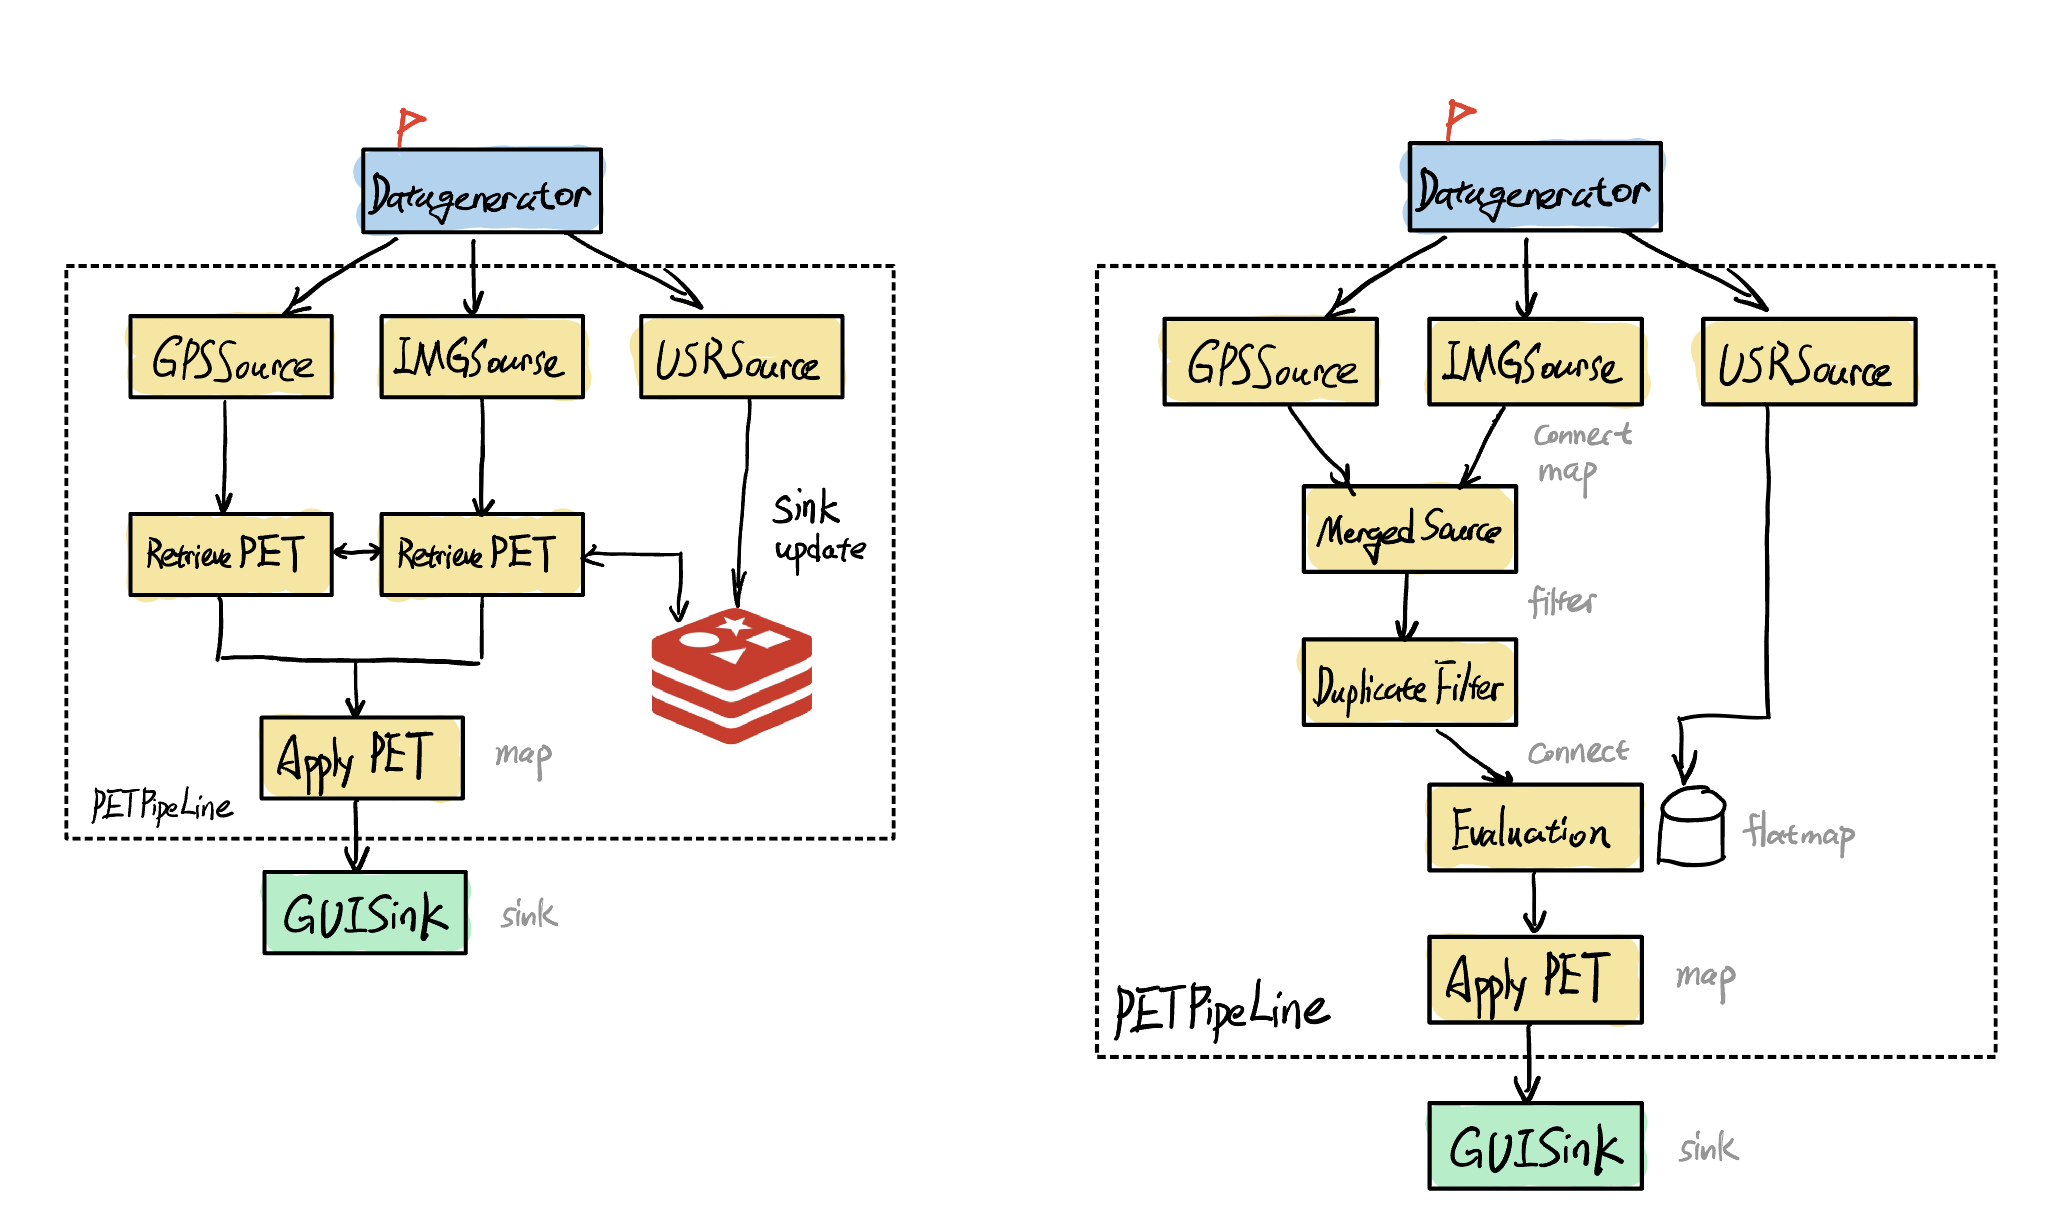 Datagenerator
GPSSource
IMGSourse
USRSource
Retrieve PET
Retrieve PET
sink
update
Apply PET
map
PETPipeLine
GUISink
sink
Datagenerator
GPSSource
IMGSourse
USRSource
Connect
map
Merged Source
filter
Duplicate Filter
Connect
Evaluation
flatmap
Apply PET
map
PETPipeLine
GUISink
sink